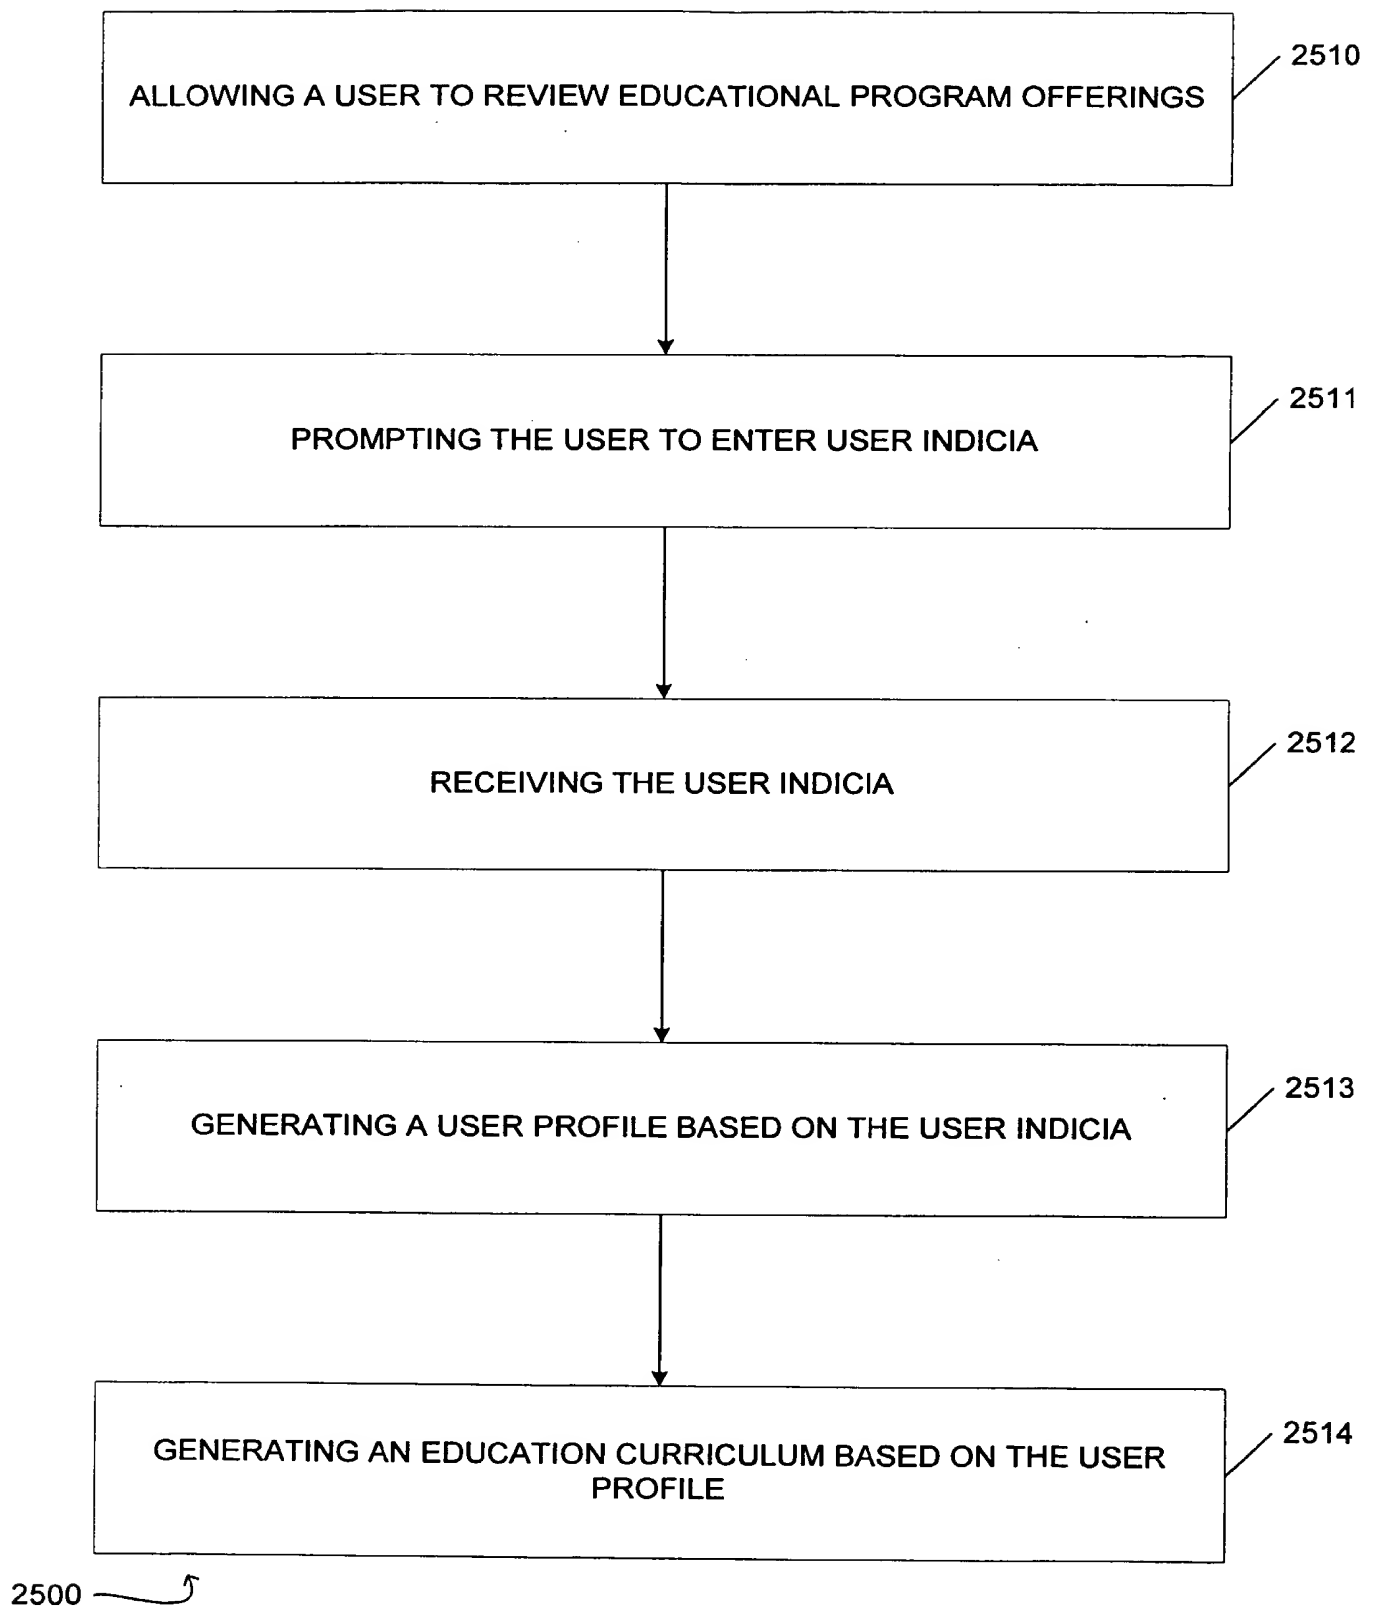 2510
ALLOWING A USER TO REVIEW EDUCATIONAL PROGRAM OFFERINGS
2511
PROMPTING THE USER TO ENTER USER INDICIA
2512
RECEIVING THE USER INDICIA
2513
GENERATING A USER PROFILE BASED ON THE USER INDICIA
2514
GENERATING AN EDUCATION CURRICULUM BASED ON THE USER
PROFILE
2500